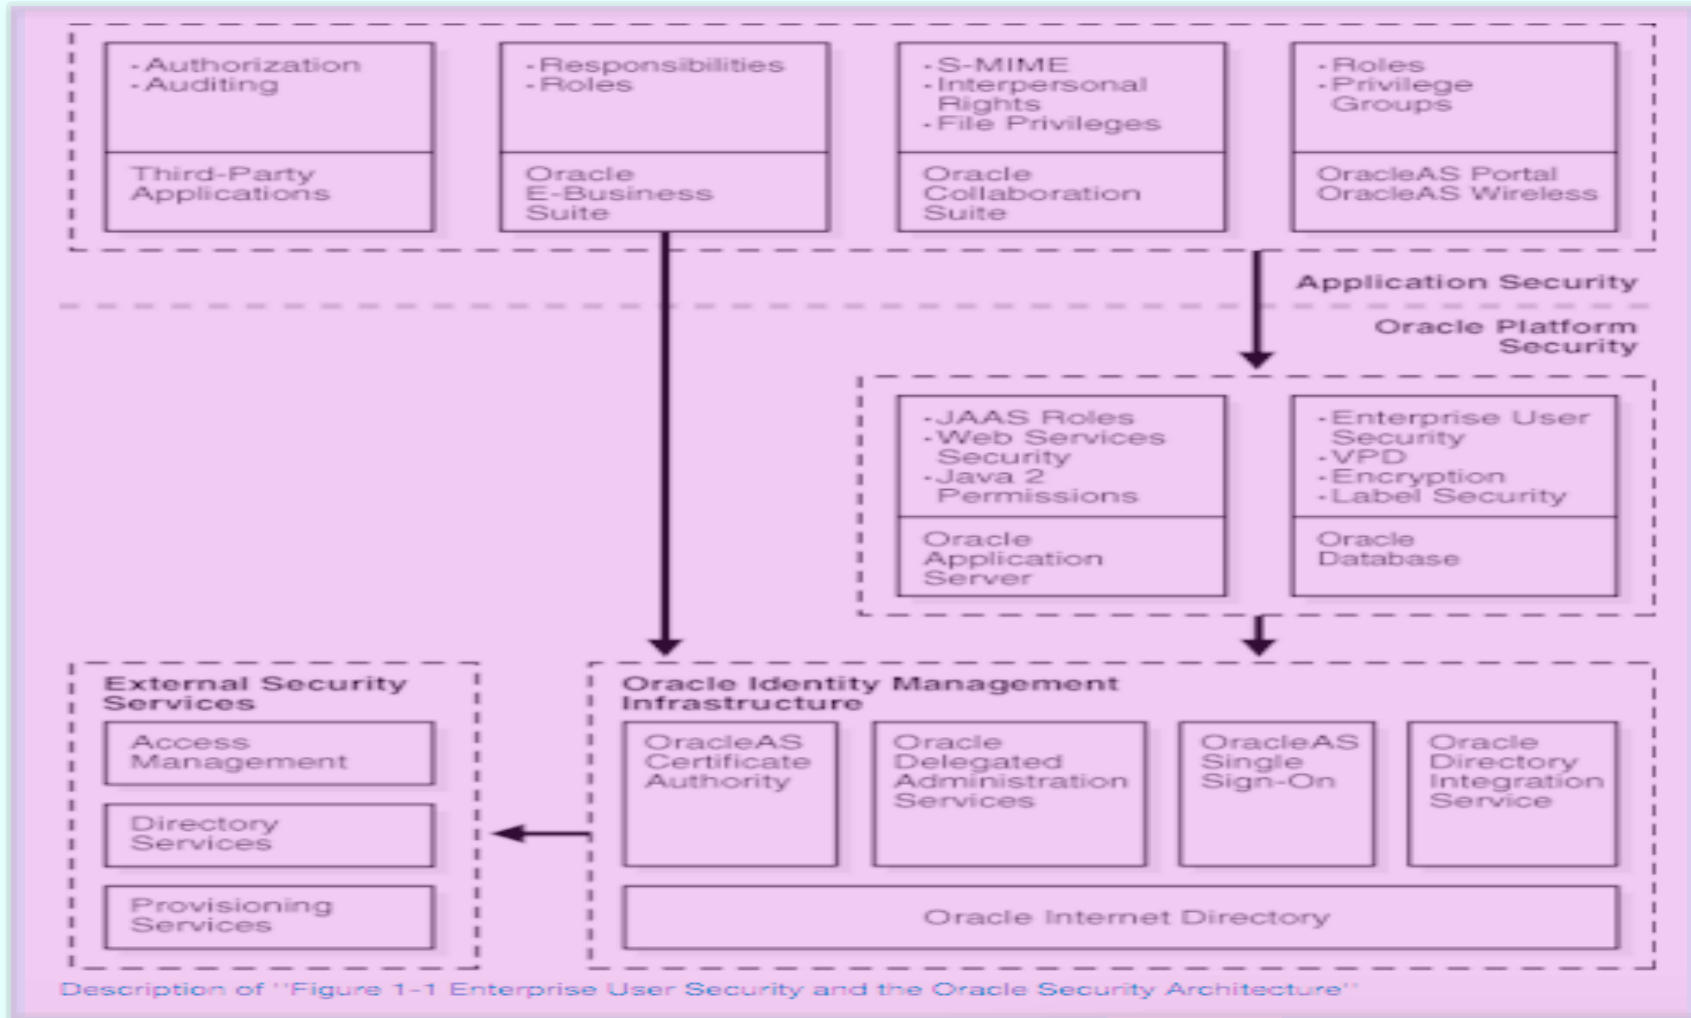 -Authorization
-Auditing
Third-Party
Applications
-Responsibilities
-Roles
Oracle
E-Business
Suite
-S-MIME
-Interpersonal
Rights
-File Privileges
Oracle
Collaboration
Suite
-Roles
-Privilege
Groups
OracleAS Portal
OracleAS Wireless
Application Security
Oracle Platform
Security
-JAAS Roles
-Web Services
Security
-Java 2
Permissions
Oracle
Application
Server
-Enterprise User
Security
-VPD
-Encryption
-Label Security
Oracle
Database
External Security
Services
Access
Management
Directory
Services
Provisioning
Services
Oracle Identity Management
Infrastructure
OracleAS
Certificate
Authority
Oracle
Delegated
Administration
Services
OracleAS
Single
Sign-On
Oracle
Directory
Integration
Service
Oracle Internet Directory
Description of "Figure 1-1 Enterprise User Security and the Oracle Security Architecture"